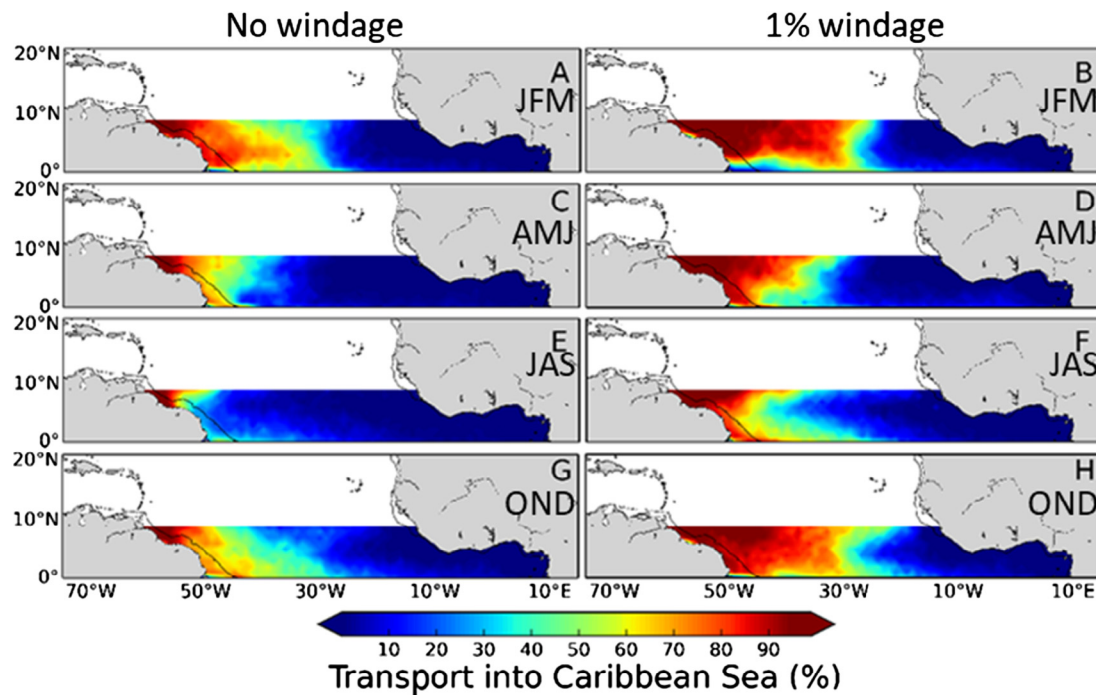 No windage 1% windage
20°N A B
JFM JFM
10°N
0°
20°N C D
AMJ AMJ
10°N
0°
20°N E F
JAS JAS
10°N
0°
20°N G H
OND OND
10°N
0°
70°W 50°W 30°W 10°W 10°E 70°W 50°W 30°W 10°W 10°E
10 20 30 40 50 60 70 80 90
Transport into Caribbean Sea (%)